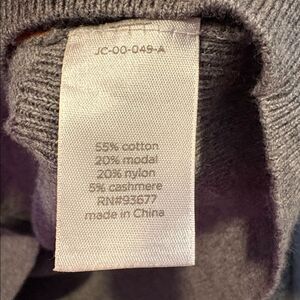 JC-00-049-A
55% cotton
20% modal
20% nylon
5% cashmere
RN#93677
made in China